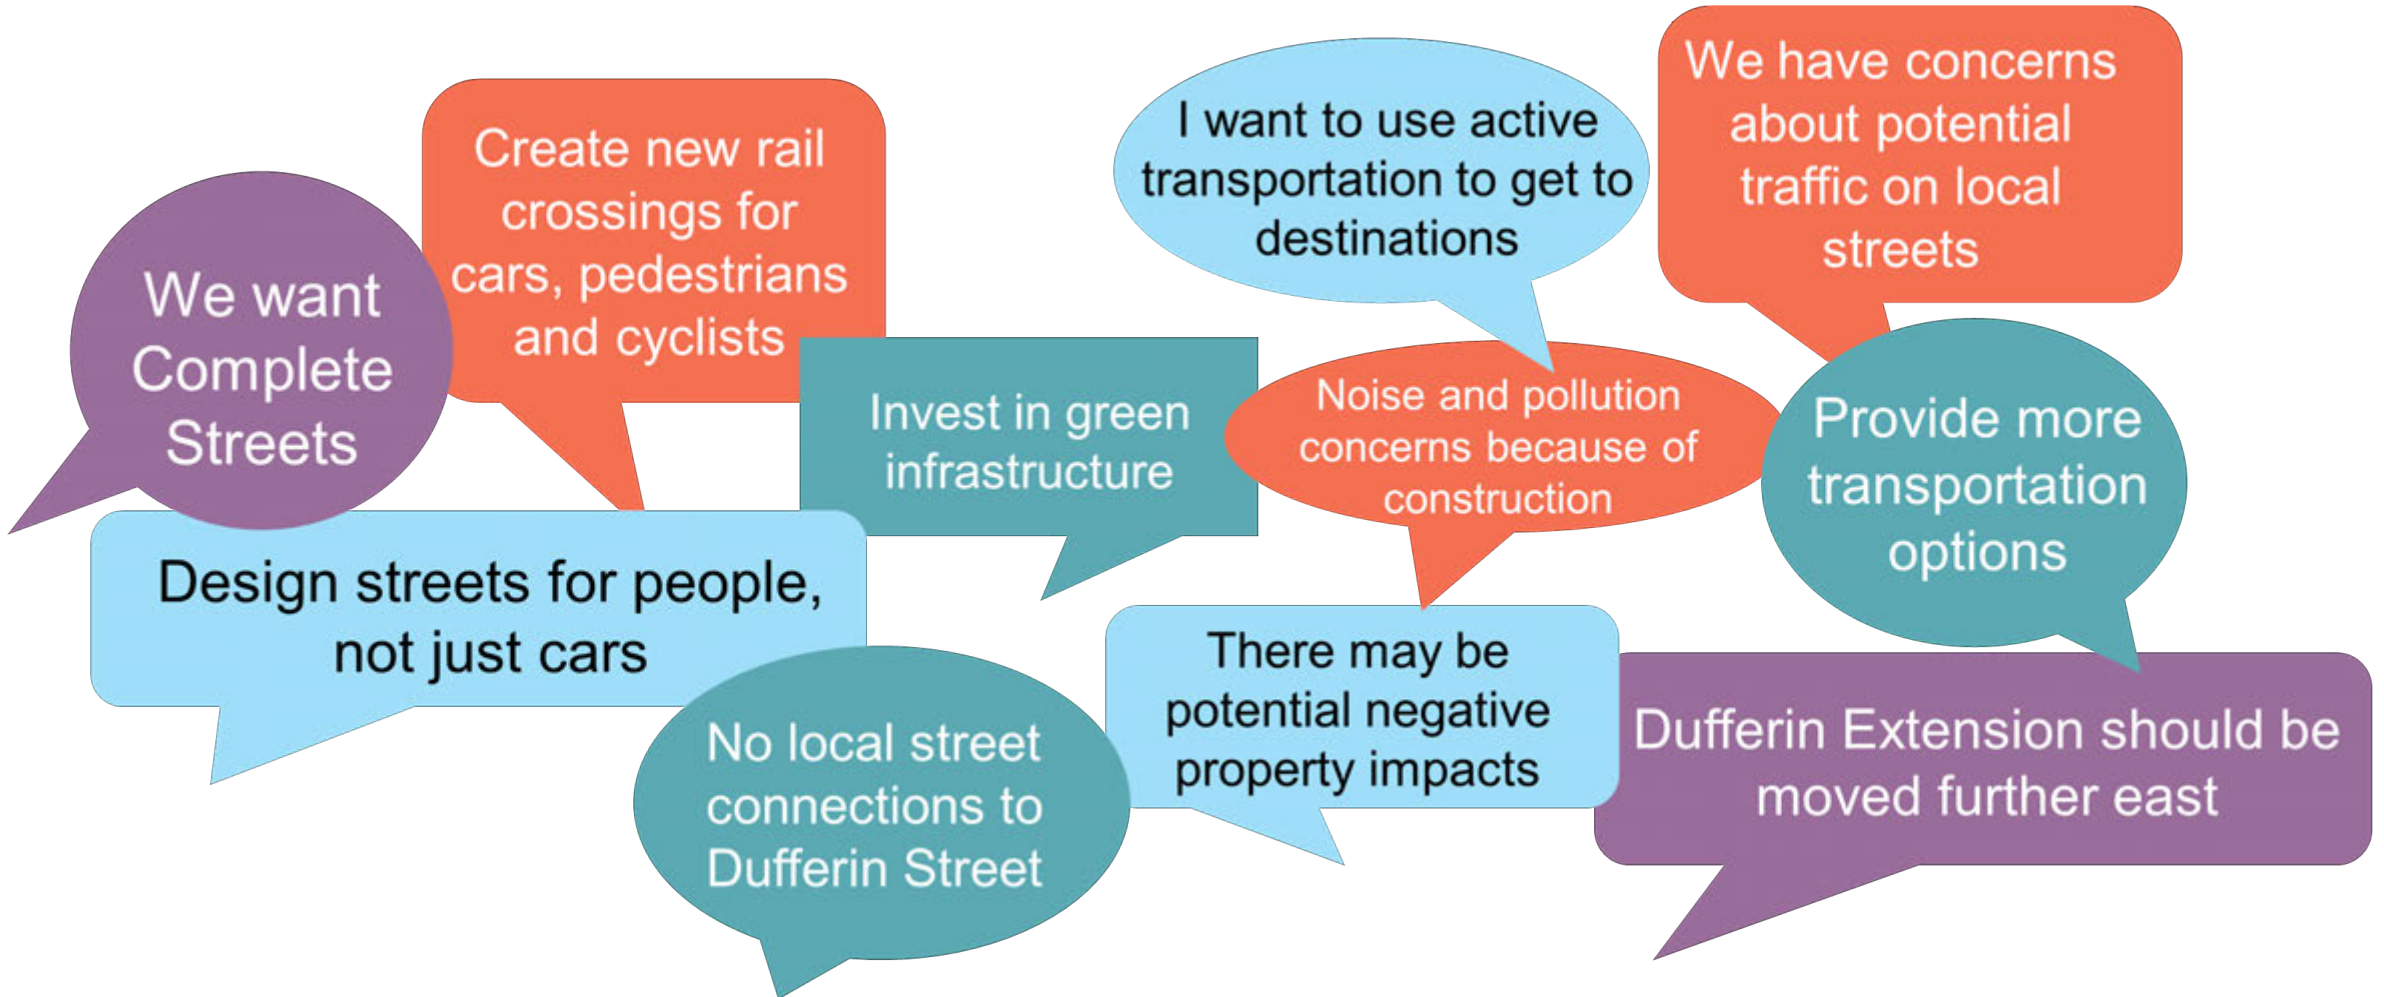 We want
Complete
Streets
Create new rail
crossings for
cars, pedestrians
and cyclists
Design streets for people,
not just cars
Invest in green
infrastructure
No local street
connections to
Dufferin Street
I want to use active
transportation to get to
destinations
Noise and pollution
concerns because of
construction
There may be
potential negative
property impacts
We have concerns
about potential
traffic on local
streets
Provide more
transportation
options
Dufferin Extension should be
moved further east